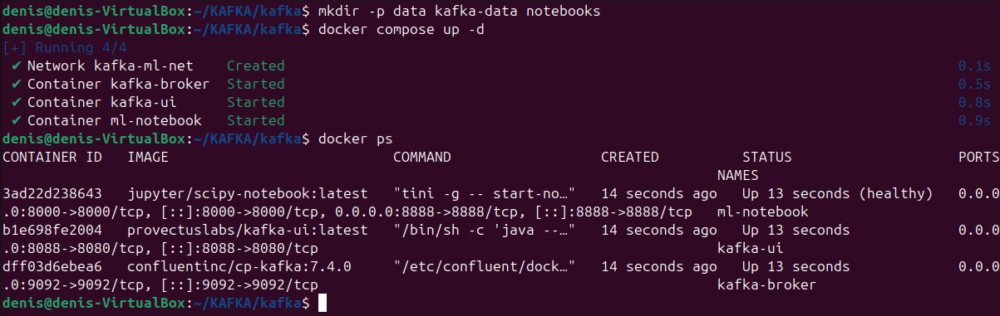 denis@denis-VirtualBox:~/KAFKA/kafka$ mkdir -p data kafka-data notebooks
denis@denis-VirtualBox:~/KAFKA/kafka$ docker compose up -d
[+] Running 4/4
✔ Network kafka-ml-net Created 0.1s
✔ Container kafka-broker Started 0.5s
✔ Container kafka-ui Started 0.8s
✔ Container ml-notebook Started 0.9s
denis@denis-VirtualBox:~/KAFKA/kafka$ docker ps
CONTAINER ID IMAGE COMMAND CREATED STATUS PORTS
NAMES
3ad22d238643 jupyter/scipy-notebook:latest "tini -g -- start-no…" 14 seconds ago Up 13 seconds (healthy) 0.0.0
.0:8000->8000/tcp, [::]:8000->8000/tcp, 0.0.0.0:8888->8888/tcp, [::]:8888->8888/tcp ml-notebook
b1e698fe2004 provectuslabs/kafka-ui:latest "/bin/sh -c 'java --…" 14 seconds ago Up 13 seconds 0.0.0
.0:8088->8080/tcp, [::]:8088->8080/tcp kafka-ui
dff03d6ebea6 confluentinc/cp-kafka:7.4.0 "/etc/confluent/dock…" 14 seconds ago Up 13 seconds 0.0.0
.0:9092->9092/tcp, [::]:9092->9092/tcp kafka-broker
denis@denis-VirtualBox:~/KAFKA/kafka$